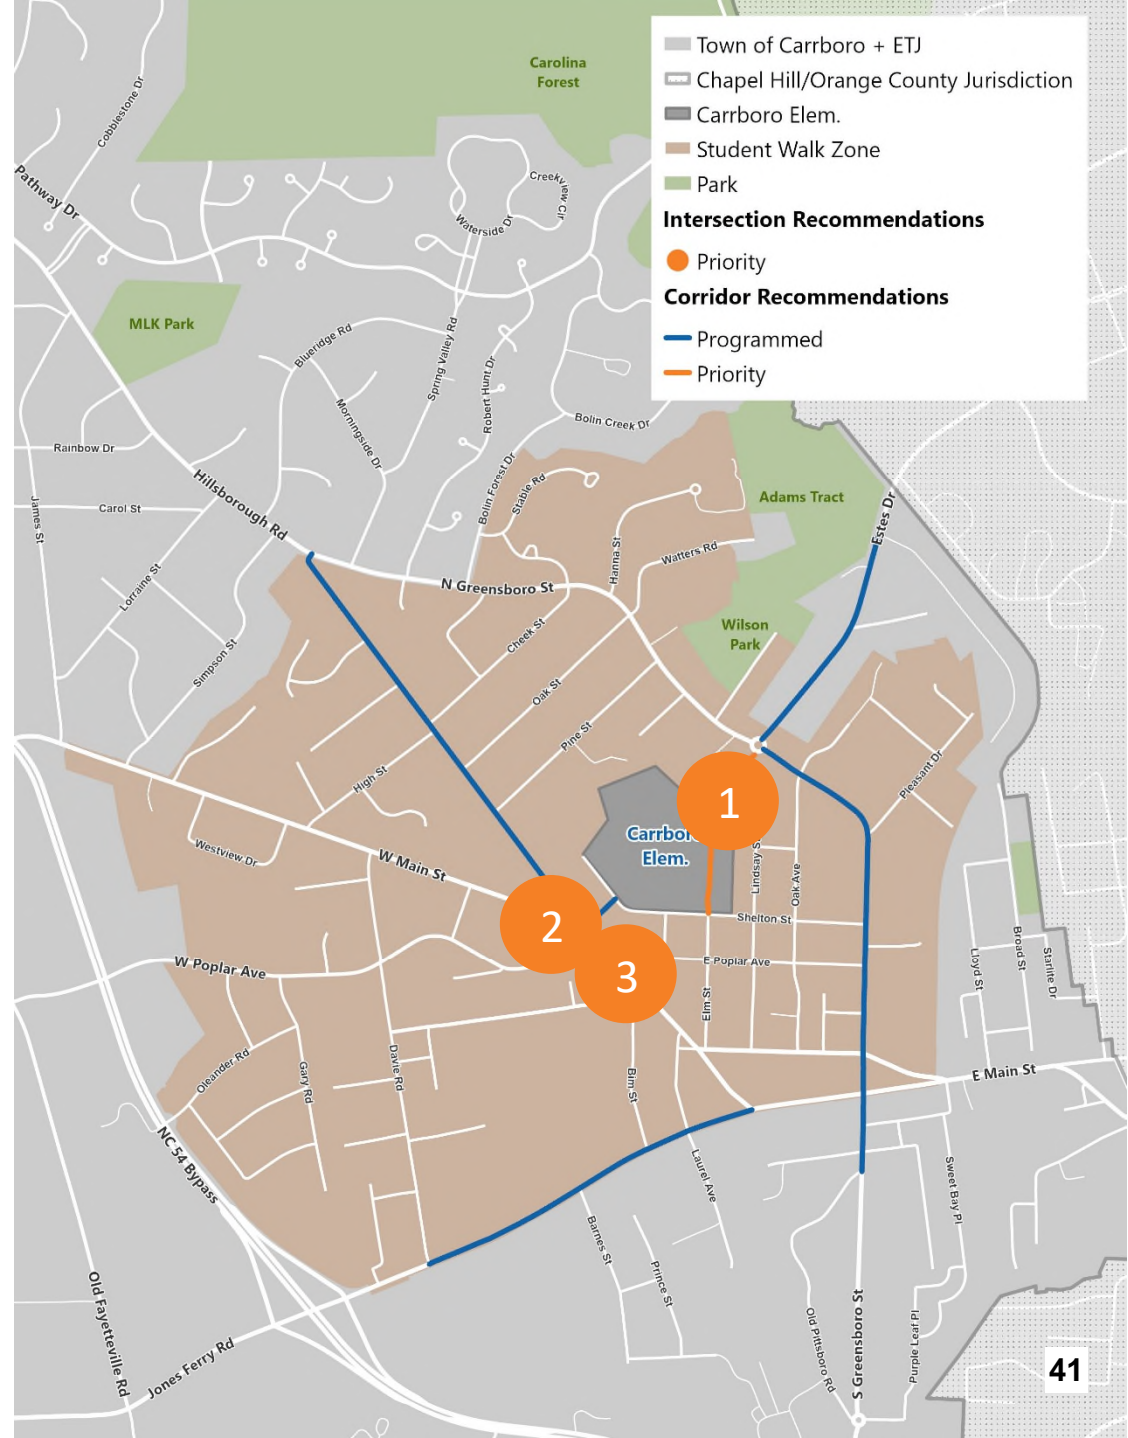 Town of Carrboro + ETJ
Chapel Hill/Orange County Jurisdiction
Carrboro Elem.
Student Walk Zone
Park
Intersection Recommendations
Priority
Corridor Recommendations
Programmed
Priority
Carolina
Forest
Cobblestone Dr
Pathway Dr
Creekview Cir
Waterside Dr
MLK Park
Blueridge Rd
Spring Valley Rd
Robert Hunt Dr
Morningside Dr
Bolin Creek Dr
Rainbow Dr
Hillsborough Rd
Bolin Forest Dr
Stable Rd
Adams Tract
Estes Dr
James St
Carol St
Hanna St
Watters Rd
N Greensboro St
Lorraine St
Simpson St
Cheek St
Wilson
Park
Oak St
Pine St
High St
Pleasant Dr
1
Carrboro
Elem.
Westview Dr
W Main St
Lindsay St
Oak Ave
2
Shelton St
3
E Poplar Ave
W Poplar Ave
Elm St
Lloyd St
Broad St
Starlite Dr
Oleander Rd
Gary Rd
Davie Rd
Bim St
E Main St
NC 54 Bypass
Laurel Ave
Sweet Bay Pl
Barnes St
Prince St
Old Fayetteville Rd
Jones Ferry Rd
Old Pittsboro Rd
S Greensboro St
Purple Leaf Pl
41